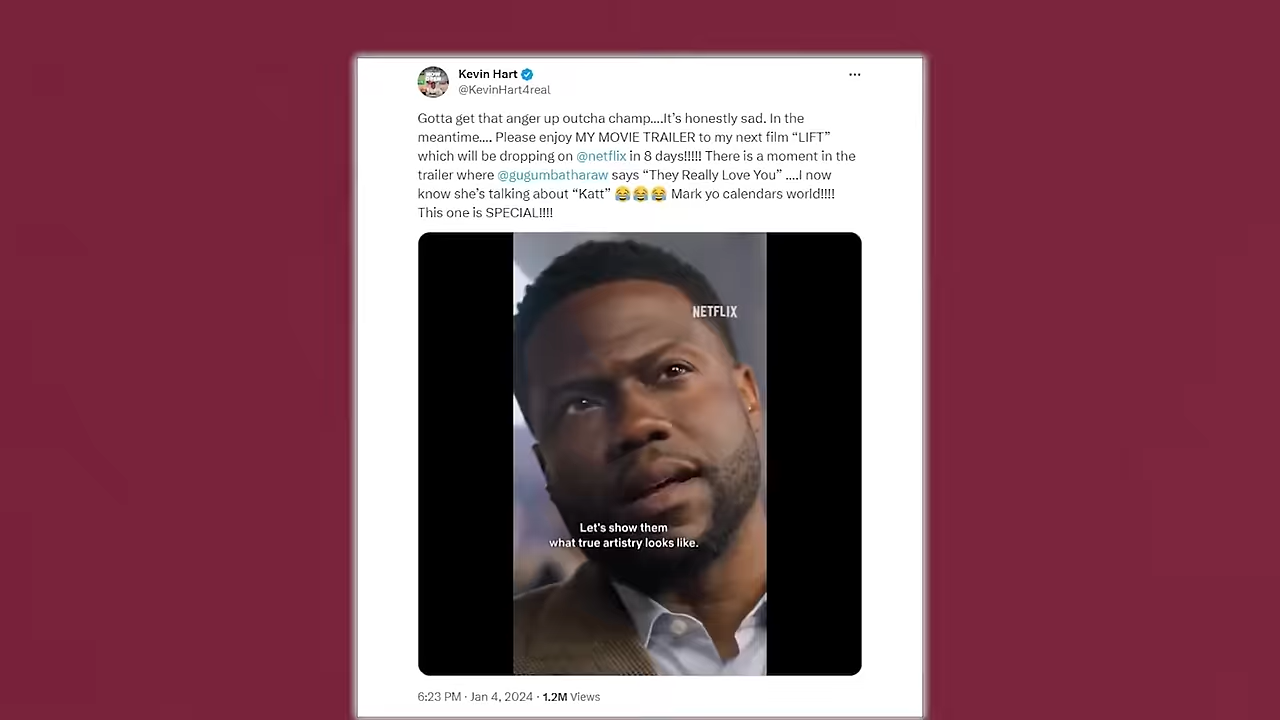 Kevin Hart
@KevinHart4real
Gotta get that anger up outcha champ....It's honestly sad. In the
meantime.... Please enjoy MY MOVIE TRAILER to my next film “LIFT”
which will be dropping on @netflix in 8 days!!!!! There is a moment in the
trailer where @gugumbatharaw says “They Really Love You” ....I now
know she's talking about “Katt” 😂😂😂 Mark yo calendars world!!!!
This one is SPECIAL!!!!
NETFLIX
Let's show them
what true artistry looks like.
6:23 PM · Jan 4, 2024 · 1.2M Views